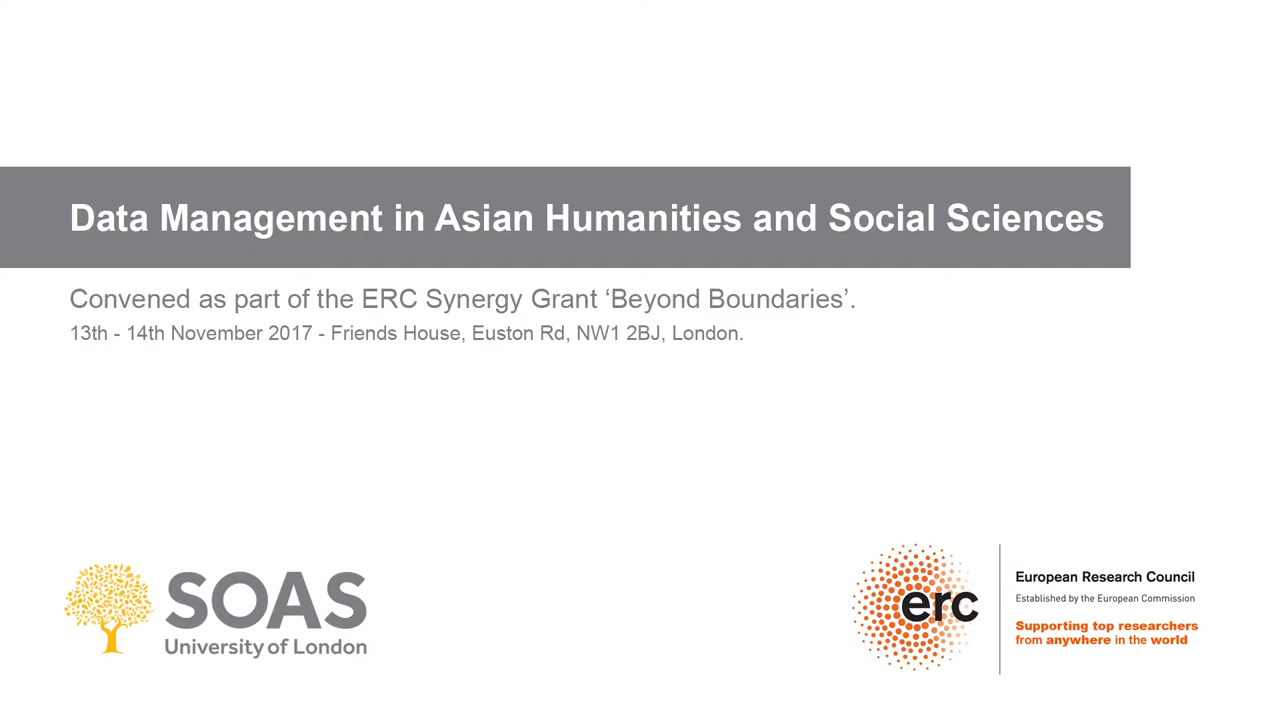 Data Management in Asian Humanities and Social Sciences
Convened as part of the ERC Synergy Grant ‘Beyond Boundaries’.
13th - 14th November 2017 - Friends House, Euston Rd, NW1 2BJ, London.
SOAS
University of London
erc
European Research Council
Established by the European Commission
Supporting top researchers
from anywhere in the world